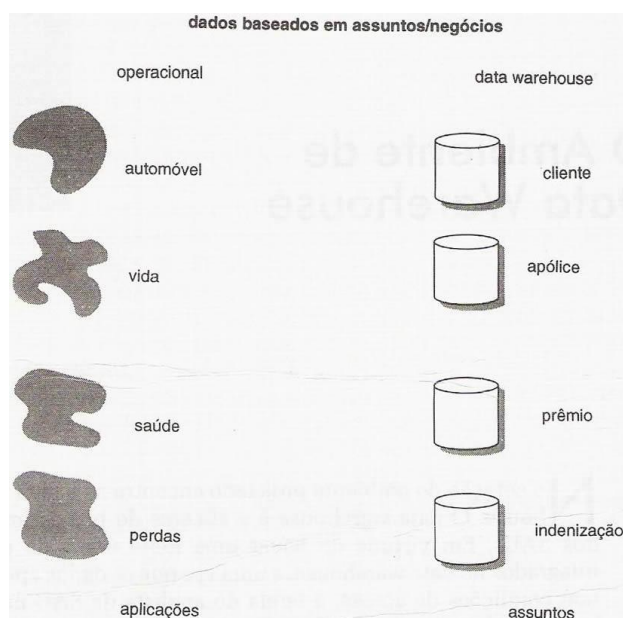 dados baseados em assuntos/negócios
operacional
data warehouse
automóvel
cliente
vida
apólice
saúde
prêmio
perdas
indenização
aplicações
assuntos